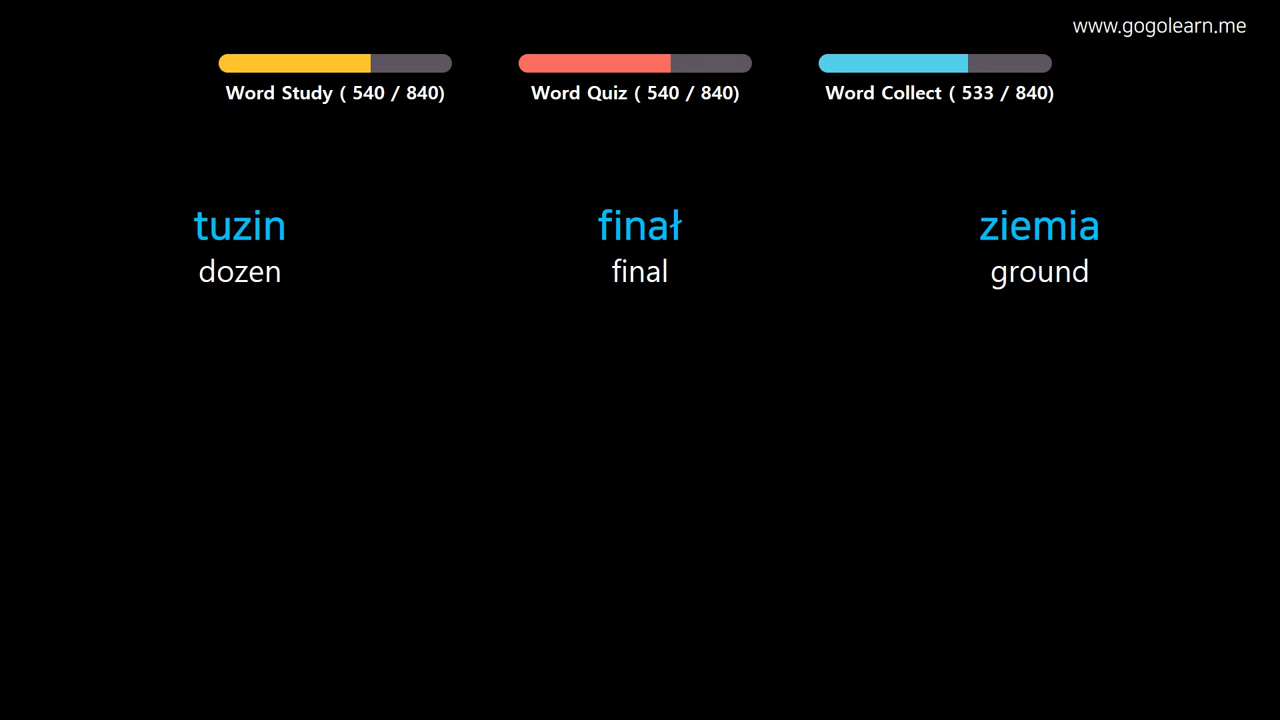 www.gogolearn.me
Word Study ( 540 / 840)
Word Quiz ( 540 / 840)
Word Collect ( 533 / 840)
tuzin
dozen
finał
final
ziemia
ground